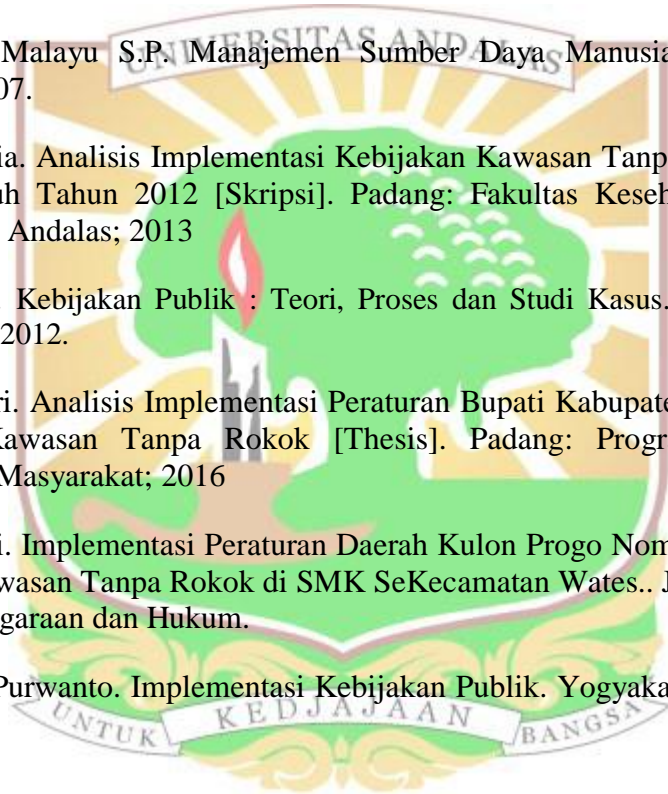 UNIVERSITAS ANDALAS
Malayu S.P. Manajemen Sumber Daya Manusia
07.
ia. Analisis Implementasi Kebijakan Kawasan Tanp
uh Tahun 2012 [Skripsi]. Padang: Fakultas Keseh
Andalas; 2013
. Kebijakan Publik : Teori, Proses dan Studi Kasus.
2012.
ri. Analisis Implementasi Peraturan Bupati Kabupate
Kawasan Tanpa Rokok [Thesis]. Padang: Progr
Masyarakat; 2016
i. Implementasi Peraturan Daerah Kulon Progo Nom
wasan Tanpa Rokok di SMK SeKecamatan Wates.. J
garaan dan Hukum.
Purwanto. Implementasi Kebijakan Publik. Yogyaka
UNTUK KEDJAJAAN BANGSA